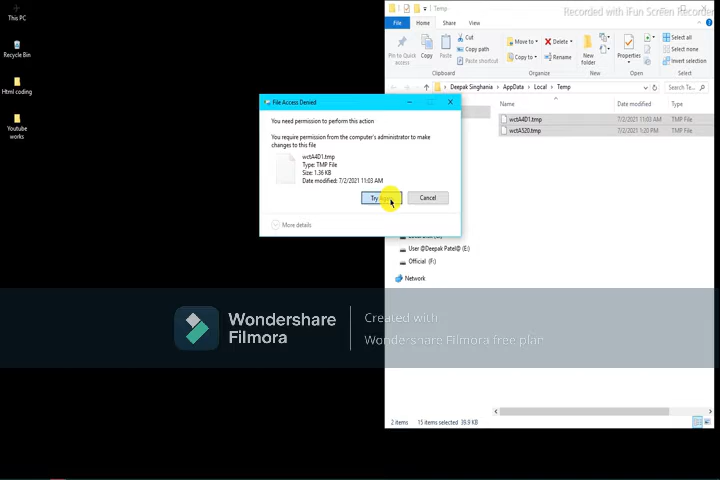 This PC
Recycle Bin
Html coding
Youtube works
Temp
Recorded with iFun Screen Recorder
File
Home
Share
View
Pin to Quick access
Copy
Paste
Cut
Copy path
Paste shortcut
Clipboard
Move to
Copy to
Delete
Rename
Organize
New folder
New
Properties
Open
Select all
Select none
Invert selection
Select
Deepak Singhania > AppData > Local > Temp
Search Te...
Name
Date modified
Type
wctA4D1.tmp 7/2/2021 11:03 AM TMP File
wctA520.tmp 7/2/2021 1:20 PM TMP File
File Access Denied
You need permission to perform this action
You require permission from the computer's administrator to make
changes to this file
wctA4D1.tmp
Type: TMP File
Size: 1.36 KB
Date modified: 7/2/2021 11:03 AM
Try
Cancel
More details
User @Deepak Patel@ (E:)
Official (F:)
Network
Wondershare
Filmora
Created with
Wondershare Filmora free plan
2 items 15 items selected 39.9 KB